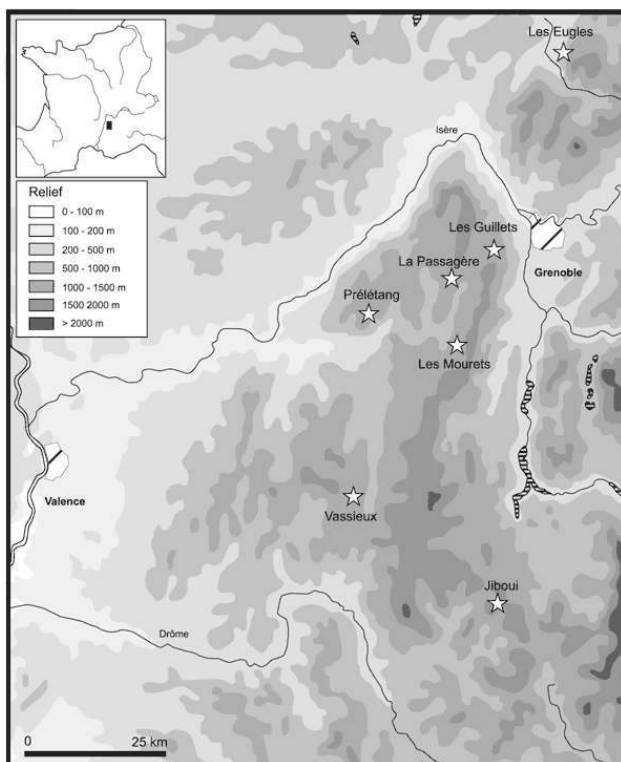 Les Eugles
Isère
Relief
0 - 100 m
100 - 200 m
200 - 500 m
500 - 1000 m
1000 - 1500 m
1500 2000 m
> 2000 m
Les Guillets
La Passagère
Grenoble
Prélétang
Les Mourets
Valence
Vassieux
Jiboui
Drôme
0 25 km